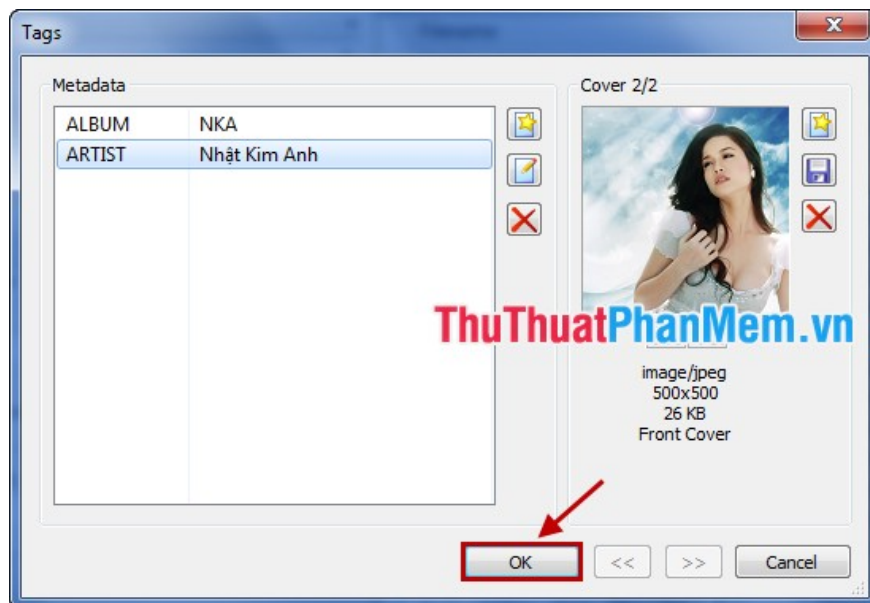 Tags
Metadata
ALBUM NKA
ARTIST Nhật Kim Anh
Cover 2/2
ThuThuatPhanMem.vn
image/jpeg
500x500
26 KB
Front Cover
OK << >> Cancel